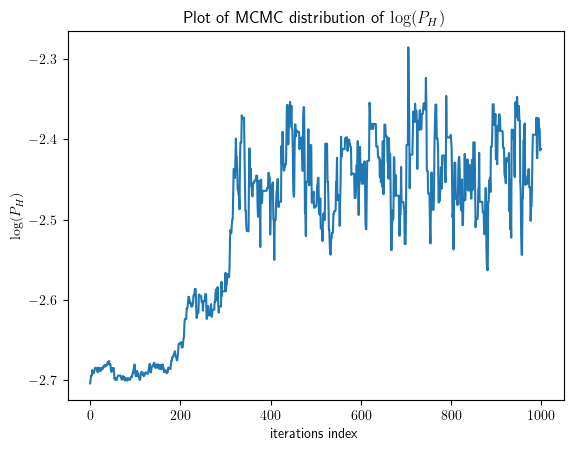 Plot of MCMC distribution of log(P_H)
−2.3
−2.4
−2.5
−2.6
−2.7
log(P_H)
0 200 400 600 800 1000
iterations index